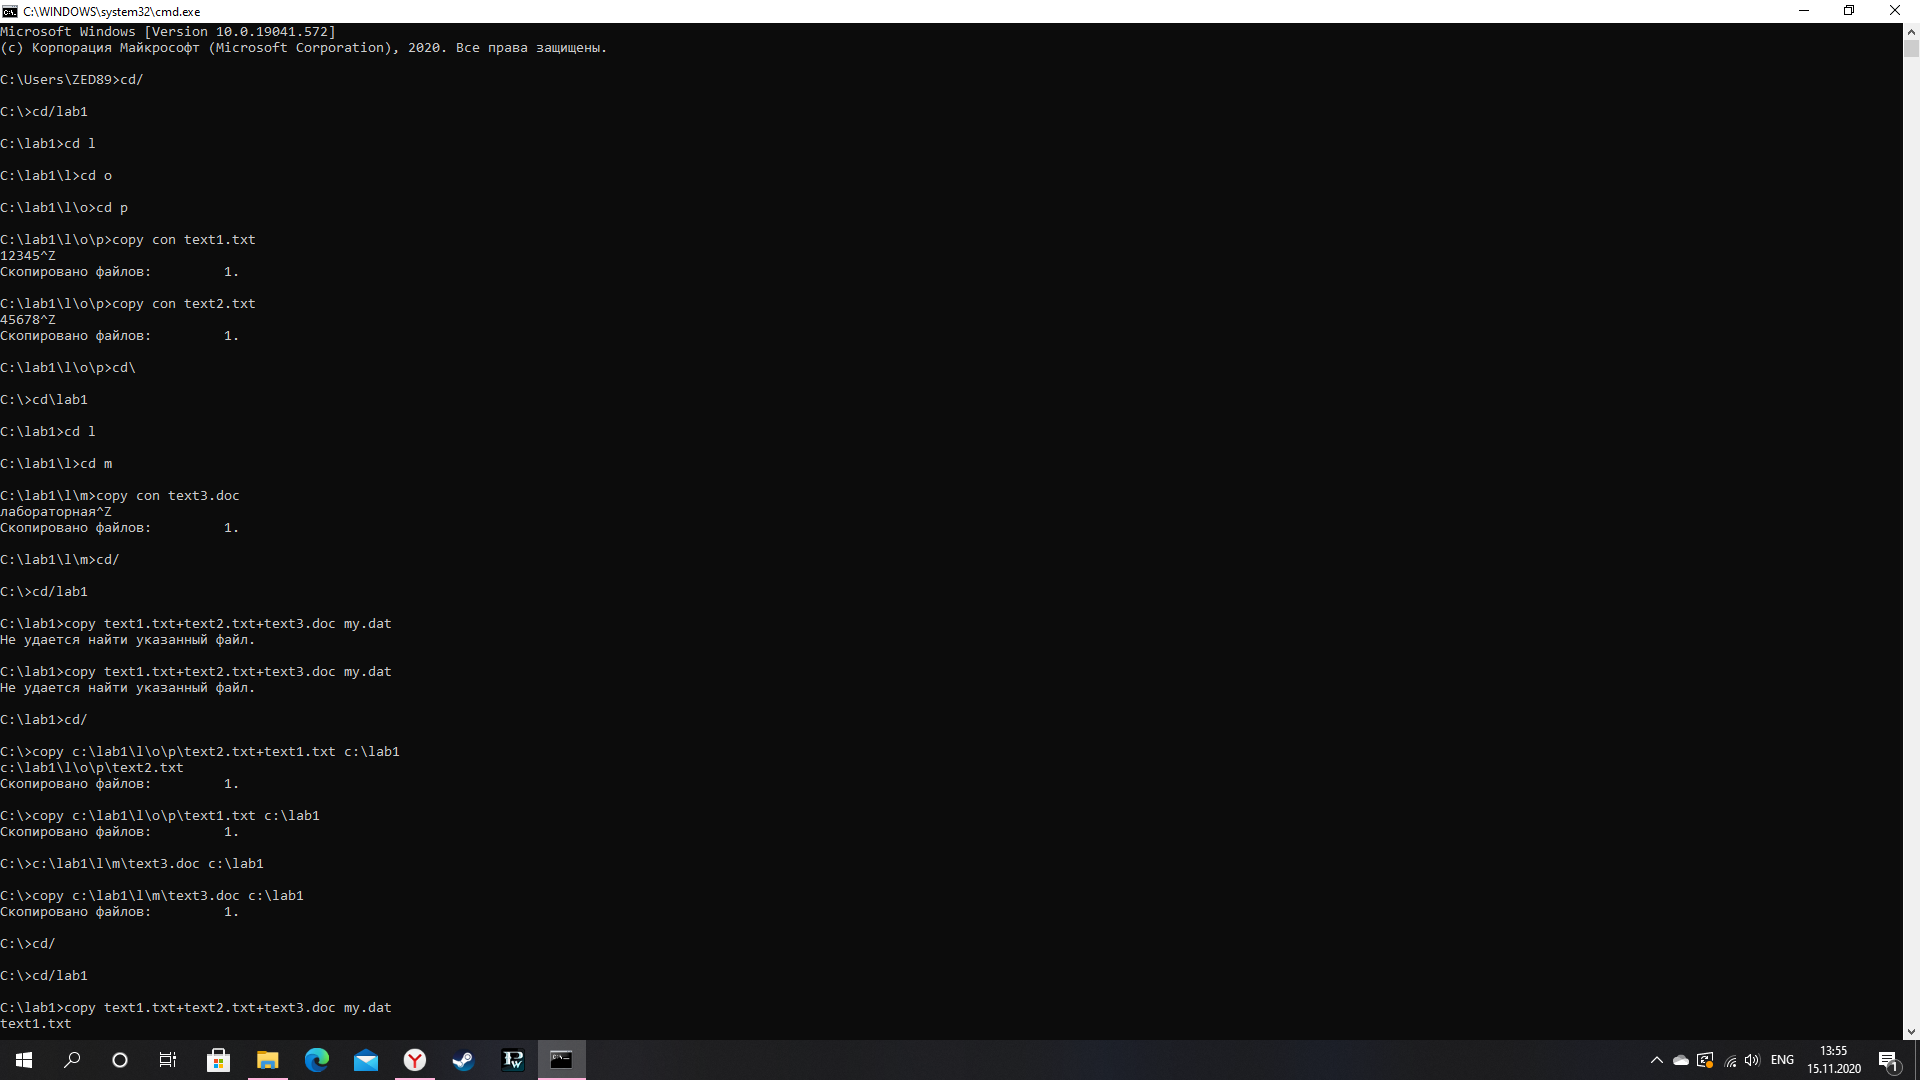 C:\WINDOWS\system32\cmd.exe
Microsoft Windows [Version 10.0.19041.572]
(c) Корпорация Майкрософт (Microsoft Corporation), 2020. Все права защищены.
C:\Users\ZED89>cd/
C:\>cd/lab1
C:\lab1>cd l
C:\lab1\l>cd o
C:\lab1\l\o>cd p
C:\lab1\l\o\p>copy con text1.txt
12345^Z
Скопировано файлов:         1.
C:\lab1\l\o\p>copy con text2.txt
45678^Z
Скопировано файлов:         1.
C:\lab1\l\o\p>cd\
C:\>cd\lab1
C:\lab1>cd l
C:\lab1\l>cd m
C:\lab1\l\m>copy con text3.doc
лабораторная^Z
Скопировано файлов:         1.
C:\lab1\l\m>cd/
C:\>cd/lab1
C:\lab1>copy text1.txt+text2.txt+text3.doc my.dat
Не удается найти указанный файл.
C:\lab1>copy text1.txt+text2.txt+text3.doc my.dat
Не удается найти указанный файл.
C:\lab1>cd/
C:\>copy c:\lab1\l\o\p\text2.txt+text1.txt c:\lab1
c:\lab1\l\o\p\text2.txt
Скопировано файлов:         1.
C:\>copy c:\lab1\l\o\p\text1.txt c:\lab1
Скопировано файлов:         1.
C:\>c:\lab1\l\m\text3.doc c:\lab1
C:\>copy c:\lab1\l\m\text3.doc c:\lab1
Скопировано файлов:         1.
C:\>cd/
C:\>cd/lab1
C:\lab1>copy text1.txt+text2.txt+text3.doc my.dat
text1.txt
ENG
13:55
15.11.2020
1